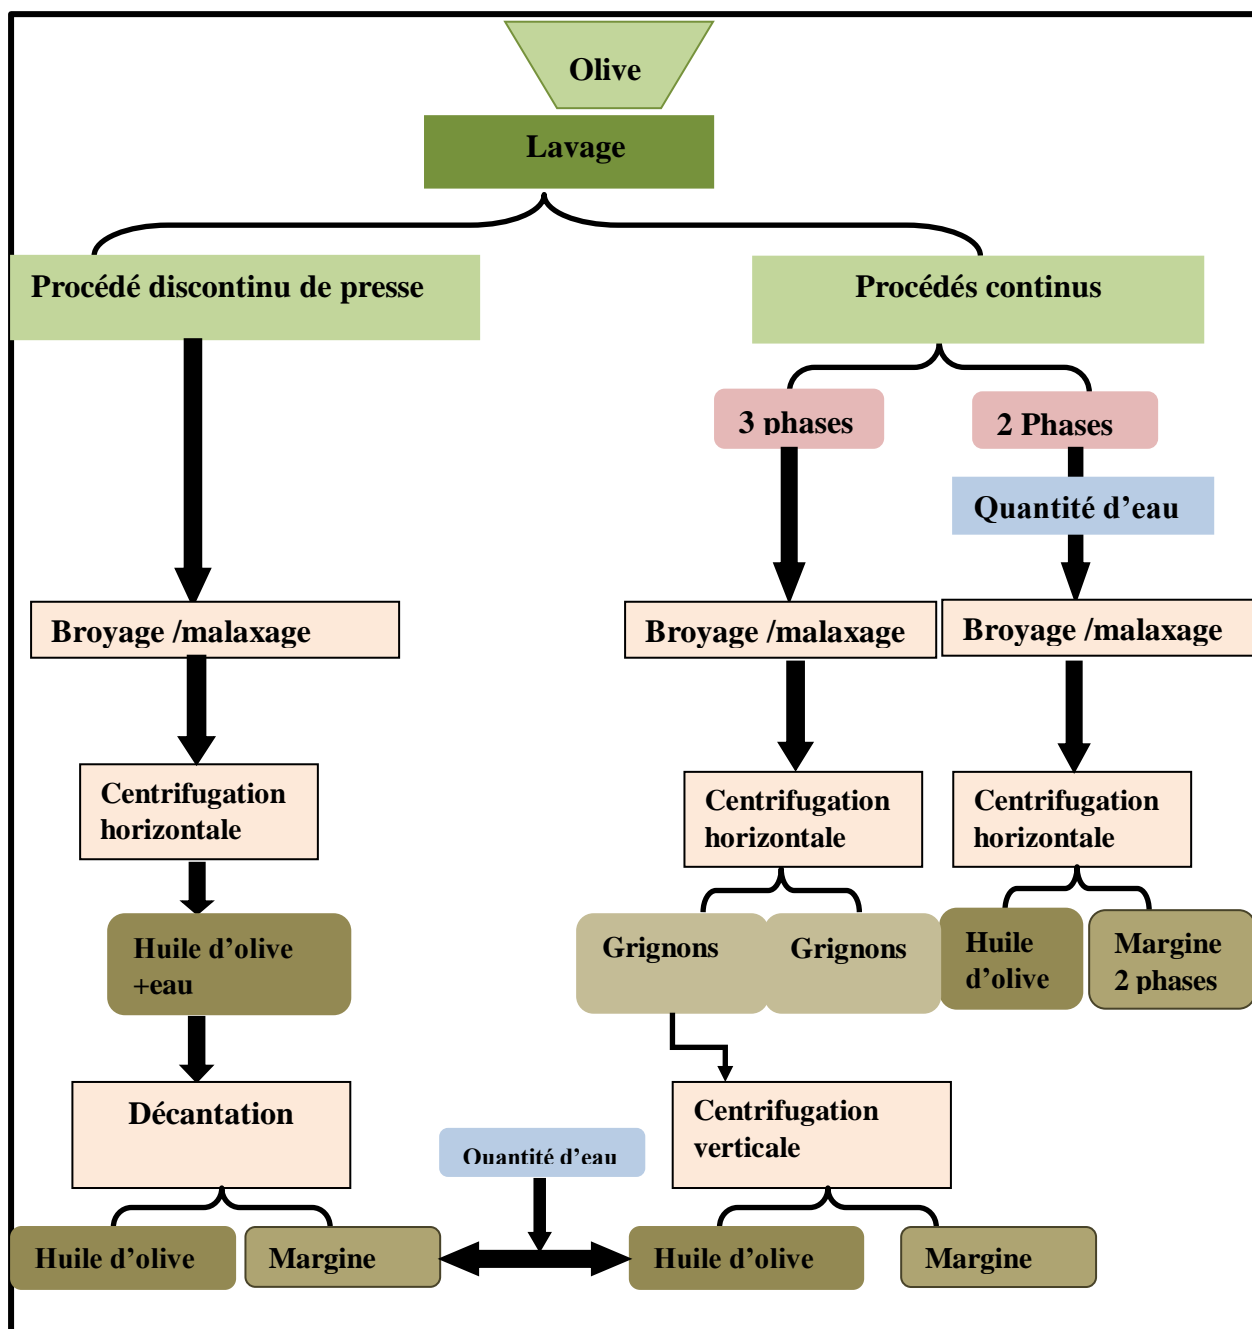 Olive
Lavage
Procédé discontinu de presse
Procédés continus
3 phases
2 Phases
Quantité d’eau
Broyage /malaxage
Broyage /malaxage
Broyage /malaxage
Centrifugation
horizontale
Centrifugation
horizontale
Centrifugation
horizontale
Huile d’olive
+eau
Grignons
Grignons
Huile
d’olive
Margine
2 phases
Décantation
Centrifugation
verticale
Quantité d’eau
Huile d’olive
Margine
Huile d’olive
Margine